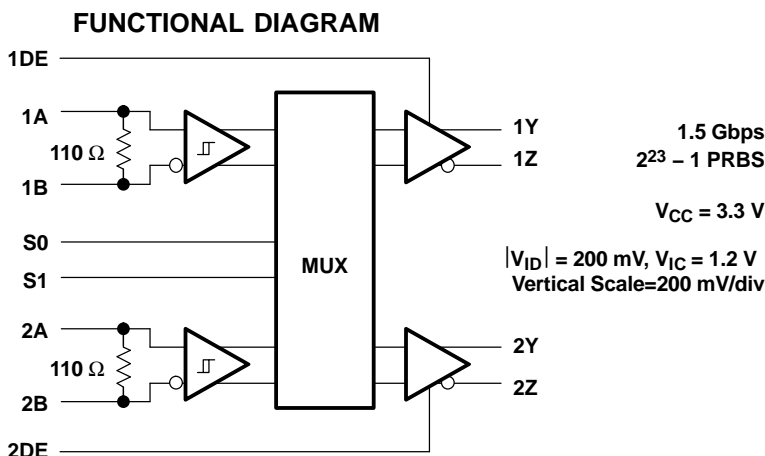 FUNCTIONAL DIAGRAM
1DE
1A
110 Ω
1B
S0
S1
2A
110 Ω
2B
2DE
MUX
1Y
1Z
2Y
2Z
1.5 Gbps
2²³ – 1 PRBS
V_CC = 3.3 V
|V_ID| = 200 mV, V_IC = 1.2 V
Vertical Scale=200 mV/div